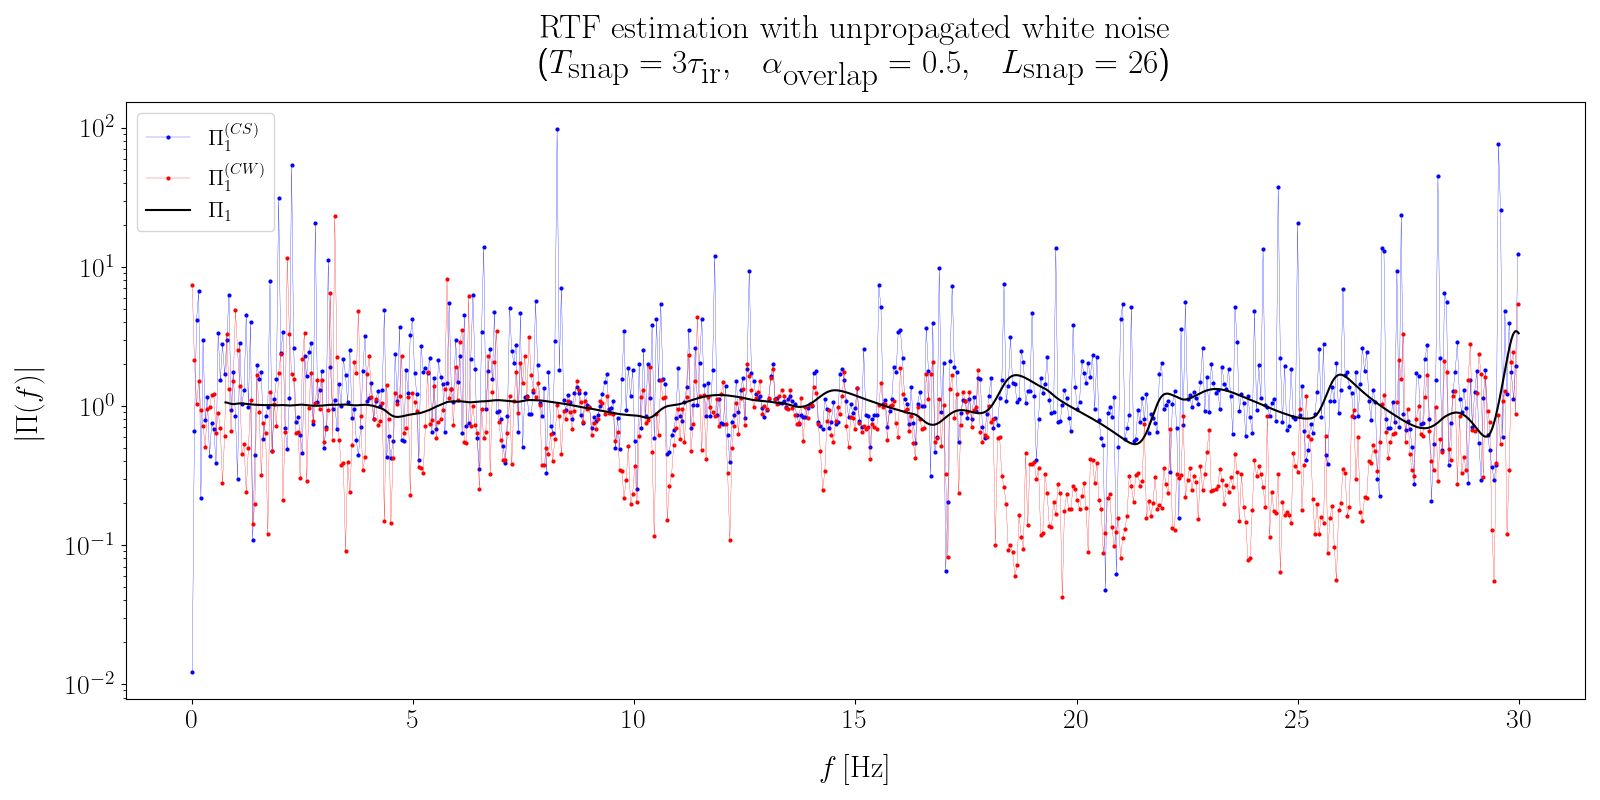 RTF estimation with unpropagated white noise
(T_snap = 3τ_ir, α_overlap = 0.5, L_snap = 26)
10^2
10^1
10^0
10^−1
10^−2
|Π(f)|
Π_1^(CS)
Π_1^(CW)
Π_1
0 5 10 15 20 25 30
f [Hz]